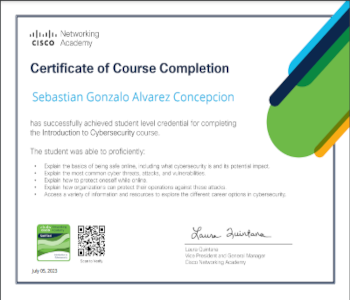 Networking
CISCO Academy
Certificate of Course Completion
Sebastian Gonzalo Alvarez Concepcion
has successfully achieved student level credential for completing
the Introduction to Cybersecurity course.
The student was able to proficiently:
• Explain the basics of being safe online, including what cybersecurity is and its potential impact.
• Explain the most common cyber threats, attacks, and vulnerabilities.
• Explain how to protect oneself while online.
• Explain how organizations can protect their operations against these attacks.
• Access a variety of information and resources to explore the different career options in cybersecurity.
Laura Quintana
Laura Quintana
Vice President and General Manager
Cisco Networking Academy
Scan to Verify
July 05, 2023